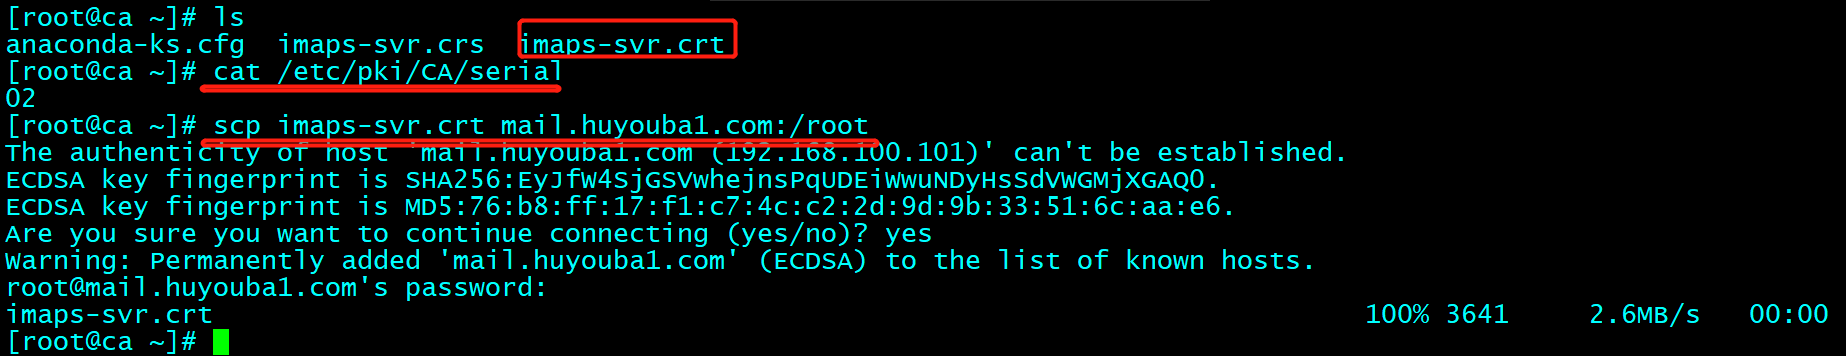 [root@ca ~]# ls
anaconda-ks.cfg  imaps-svr.crs  imaps-svr.crt
[root@ca ~]# cat /etc/pki/CA/serial
02
[root@ca ~]# scp imaps-svr.crt mail.huyouba1.com:/root
The authenticity of host 'mail.huyouba1.com (192.168.100.101)' can't be established.
ECDSA key fingerprint is SHA256:EyJfW4SjGSVwhejnsPqUDEiWwuNDyHsSdVWGMjXGAQ0.
ECDSA key fingerprint is MD5:76:b8:ff:17:f1:c7:4c:c2:2d:9d:9b:33:51:6c:aa:e6.
Are you sure you want to continue connecting (yes/no)? yes
Warning: Permanently added 'mail.huyouba1.com' (ECDSA) to the list of known hosts.
root@mail.huyouba1.com's password:
imaps-svr.crt 100% 3641 2.6MB/s 00:00
[root@ca ~]#